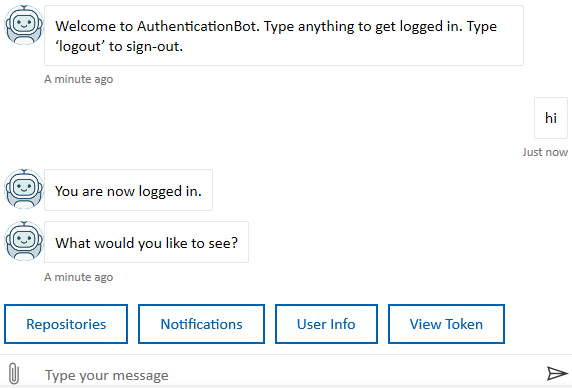 Welcome to AuthenticationBot. Type anything to get logged in. Type
‘logout’ to sign-out.
A minute ago
hi
Just now
You are now logged in.
What would you like to see?
A minute ago
Repositories
Notifications
User Info
View Token
Type your message